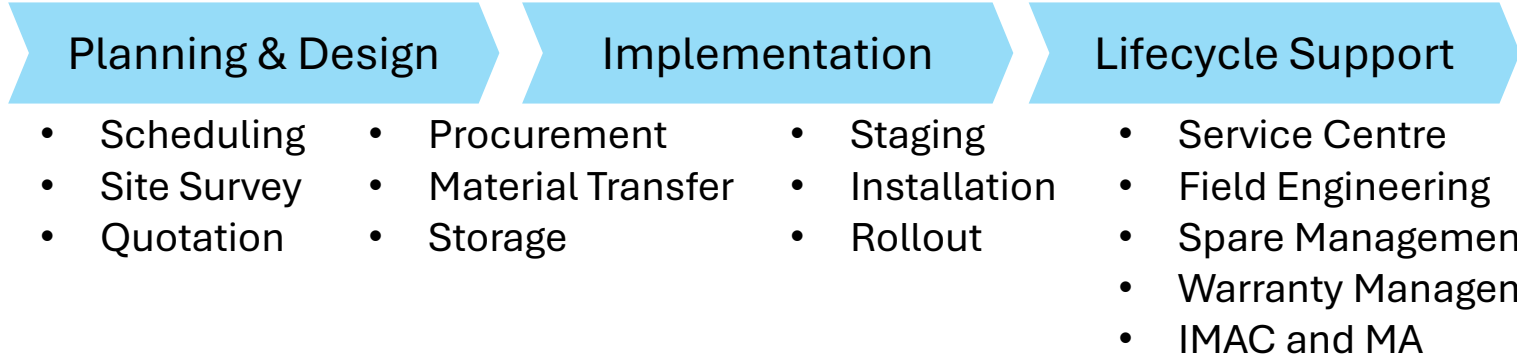 Planning & Design
Implementation
Lifecycle Support
• Scheduling
• Site Survey
• Quotation
• Procurement
• Material Transfer
• Storage
• Staging
• Installation
• Rollout
• Service Centre
• Field Engineering
• Spare Managemen
• Warranty Managen
• IMAC and MA